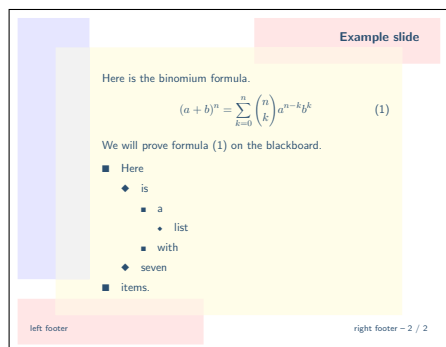 Example slide
Here is the binomium formula.
(a + b)^n = \sum_{k=0}^{n} \binom{n}{k} a^{n-k} b^k (1)
We will prove formula (1) on the blackboard.
■ Here
◆ is
■ a
◆ list
■ with
◆ seven
■ items.
left footer
right footer – 2 / 2